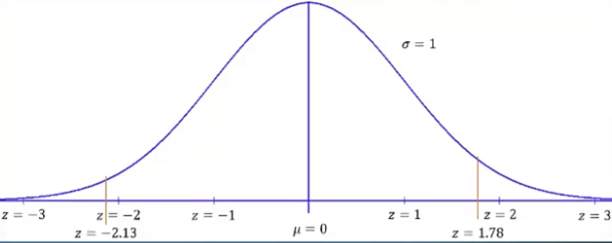 σ = 1
z = −3 z = −2 z = −1 z = 1 z = 2 z = 3
z = −2.13 μ = 0 z = 1.78